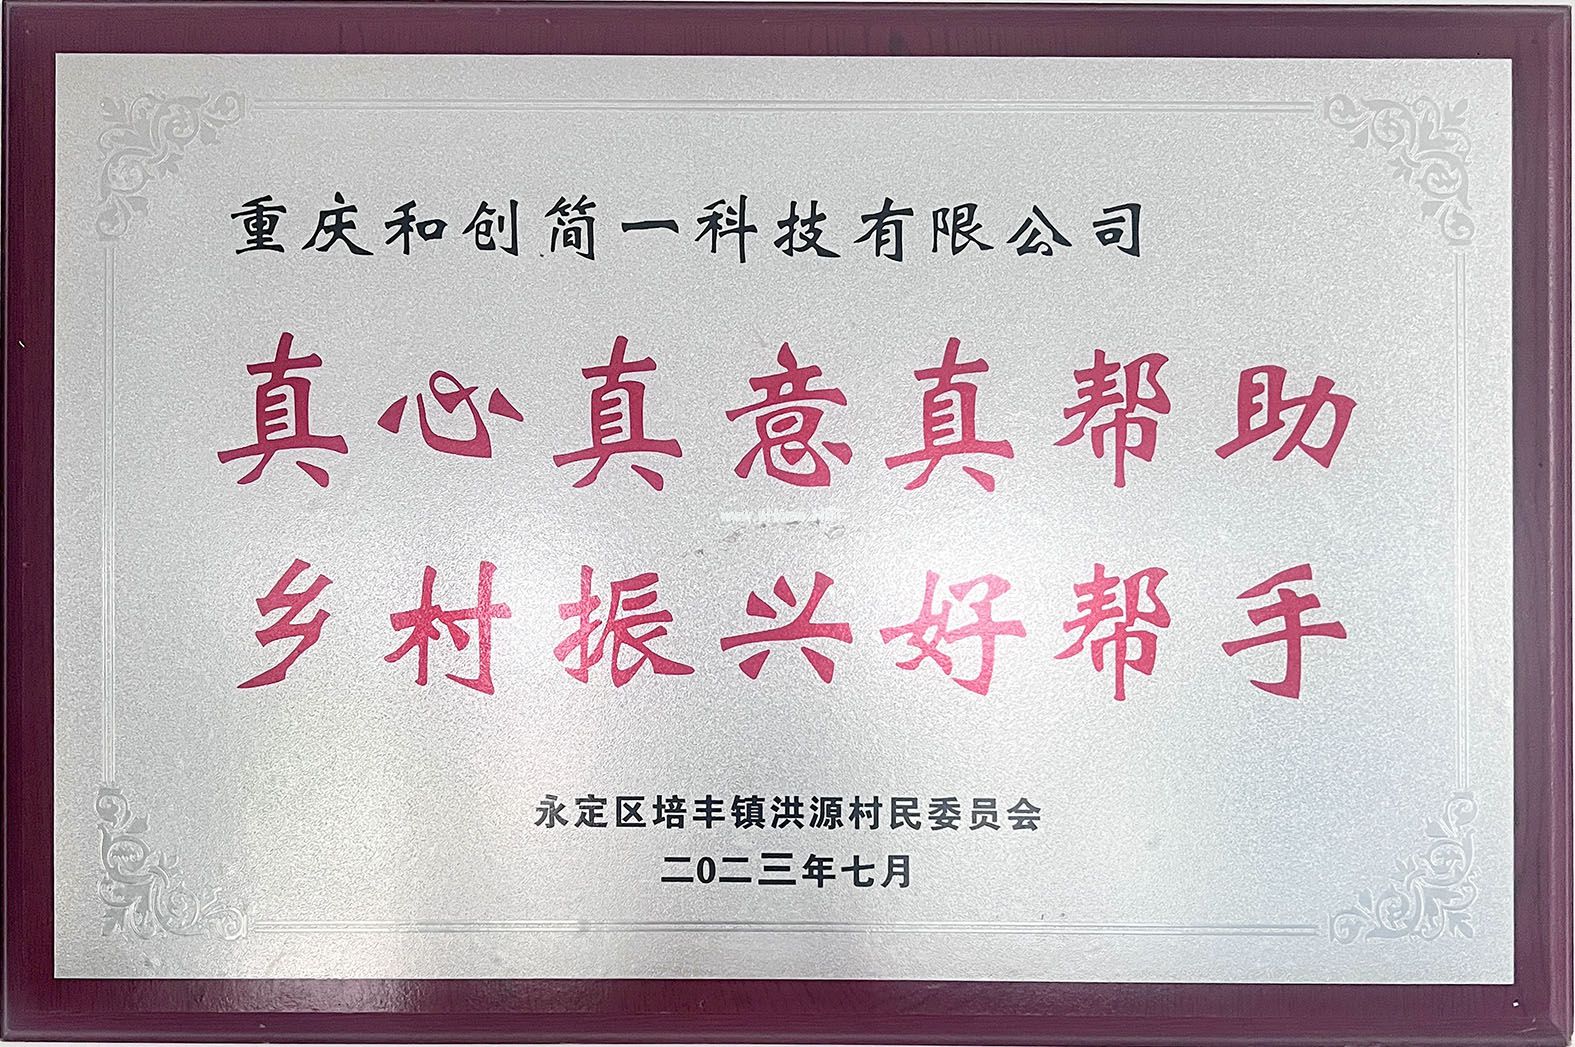 重庆和创简一科技有限公司
真心真意真帮助
乡村振兴好帮手
永定区培丰镇洪源村民委员会
二0二三年七月